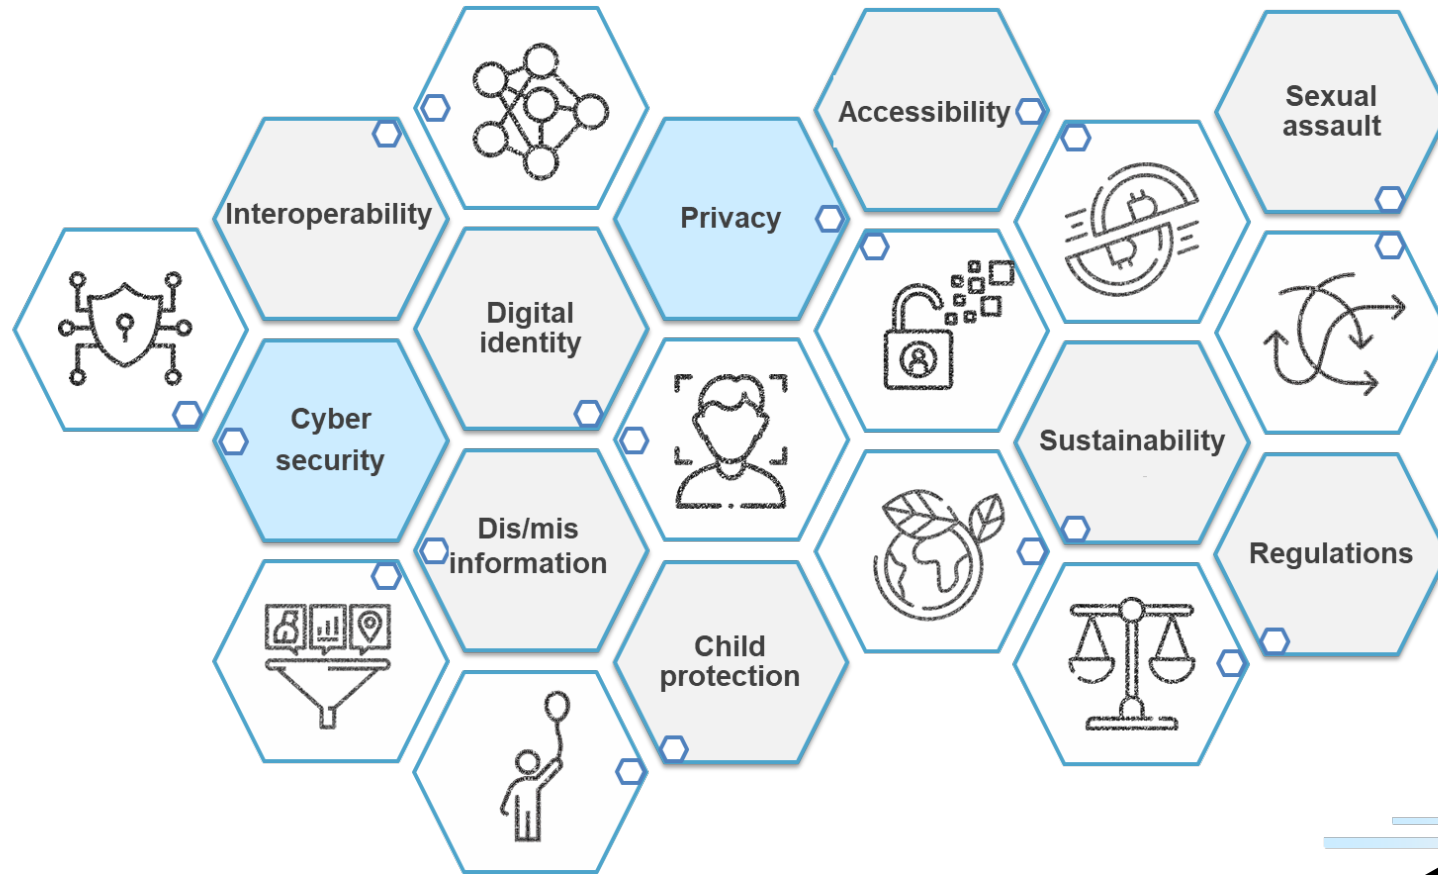 Accessibility
Sexual
assault
Interoperability
Privacy
Digital
identity
Cyber
security
Sustainability
Dis/mis
information
Regulations
Child
protection